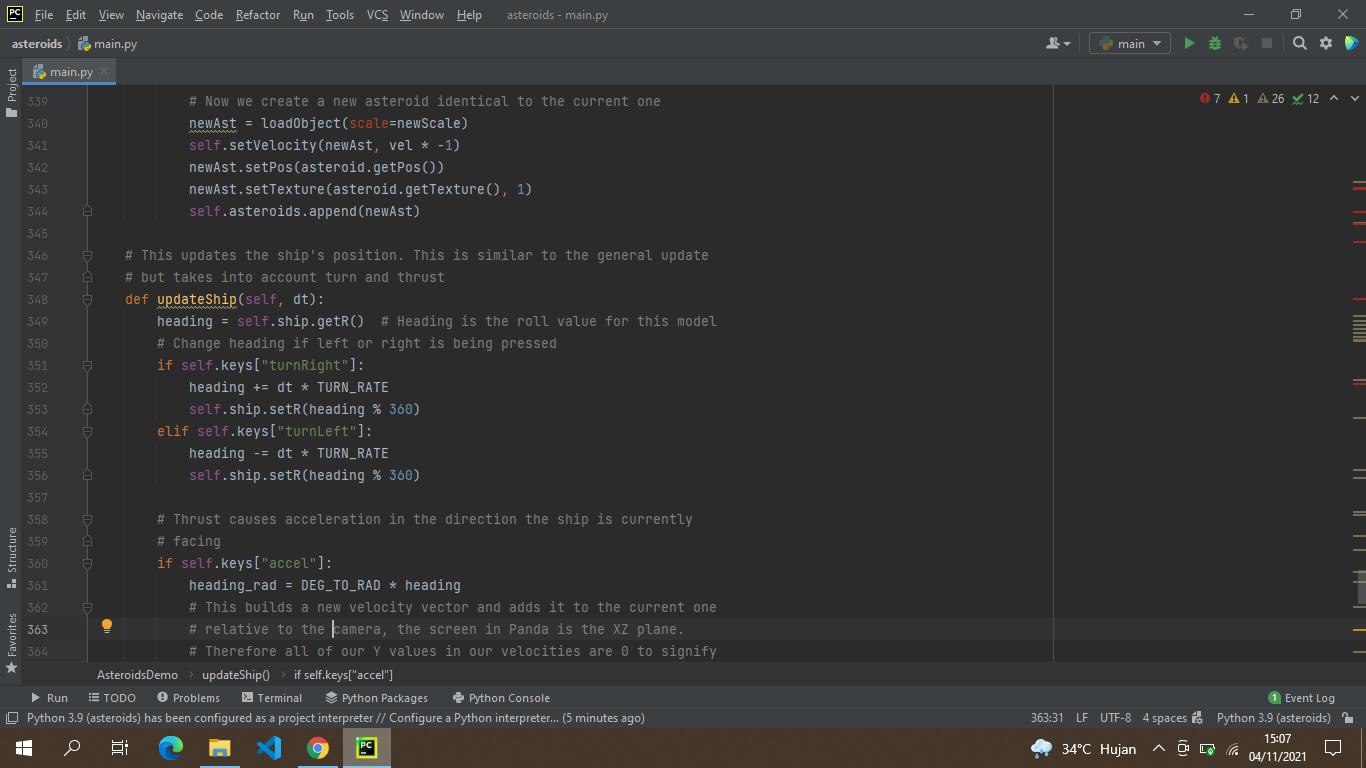 PC File Edit View Navigate Code Refactor Run Tools VCS Window Help asteroids - main.py
asteroids main.py main
main.py
Project
Structure
Favorites
7 1 26 12
339 # Now we create a new asteroid identical to the current one
340 newAst = loadObject(scale=newScale)
341 self.setVelocity(newAst, vel * -1)
342 newAst.setPos(asteroid.getPos())
343 newAst.setTexture(asteroid.getTexture(), 1)
344 self.asteroids.append(newAst)
345
346 # This updates the ship's position. This is similar to the general update
347 # but takes into account turn and thrust
348 def updateShip(self, dt):
349 heading = self.ship.getR()  # Heading is the roll value for this model
350 # Change heading if left or right is being pressed
351 if self.keys["turnRight"]:
352 heading += dt * TURN_RATE
353 self.ship.setR(heading % 360)
354 elif self.keys["turnLeft"]:
355 heading -= dt * TURN_RATE
356 self.ship.setR(heading % 360)
357
358 # Thrust causes acceleration in the direction the ship is currently
359 # facing
360 if self.keys["accel"]:
361 heading_rad = DEG_TO_RAD * heading
362 # This builds a new velocity vector and adds it to the current one
363 # relative to the camera, the screen in Panda is the XZ plane.
364 # Therefore all of our Y values in our velocities are 0 to signify
AsteroidsDemo updateShip() if self.keys["accel"]
Run TODO Problems Terminal Python Packages Python Console 1 Event Log
Python 3.9 (asteroids) has been configured as a project interpreter // Configure a Python interpreter... (5 minutes ago) 363:31 LF UTF-8 4 spaces Python 3.9 (asteroids)
PC 34°C Hujan 15:07
04/11/2021